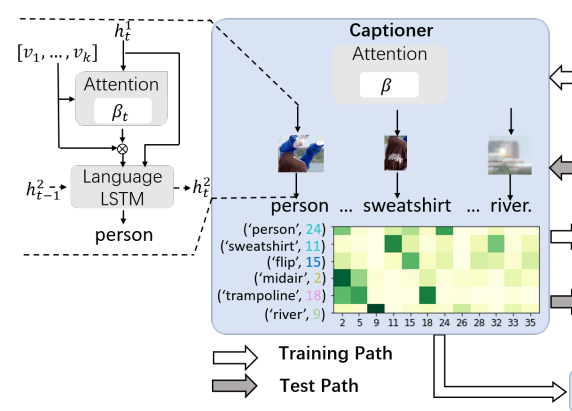 h_t^1
[v_1, ..., v_k]
Attention
β_t
⊗
h_{t-1}^2
Language
LSTM
h_t^2
person
Captioner
Attention
β
person ... sweatshirt ... river.
('person', 24)
('sweatshirt', 11)
('flip', 15)
('midair', 2)
('trampoline', 18)
('river', 9)
2 5 9 11 15 18 24 26 28 32 33 35
Training Path
Test Path